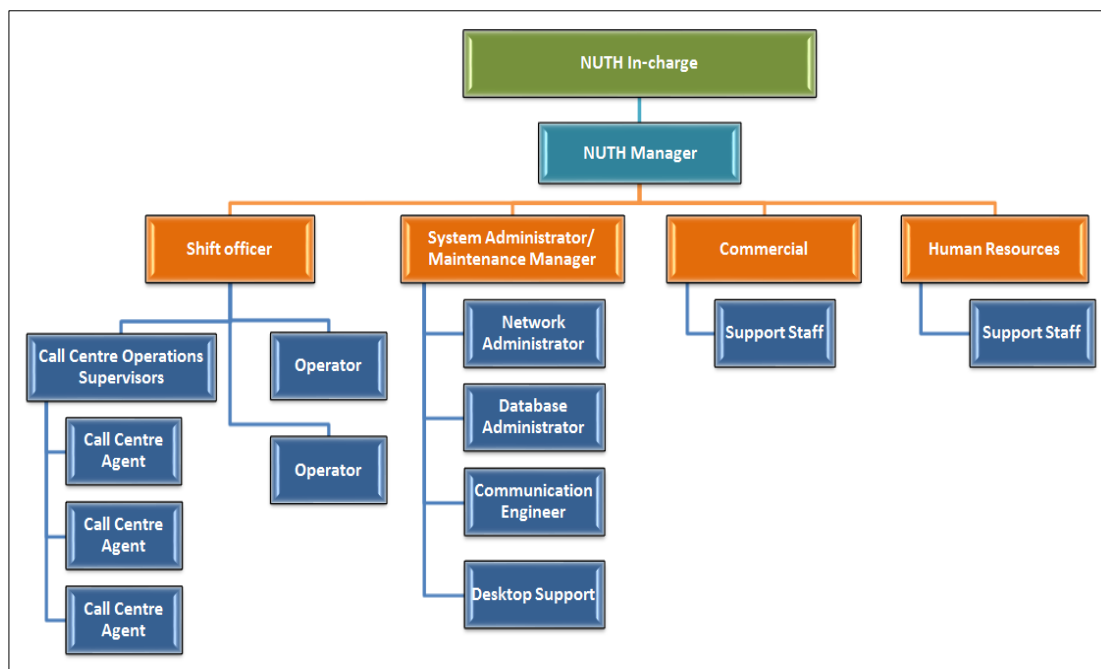 NUTH In-charge
NUTH Manager
Shift officer
System Administrator/
Maintenance Manager
Commercial
Human Resources
Call Centre Operations
Supervisors
Call Centre
Agent
Call Centre
Agent
Call Centre
Agent
Operator
Operator
Network
Administrator
Database
Administrator
Communication
Engineer
Desktop Support
Support Staff
Support Staff